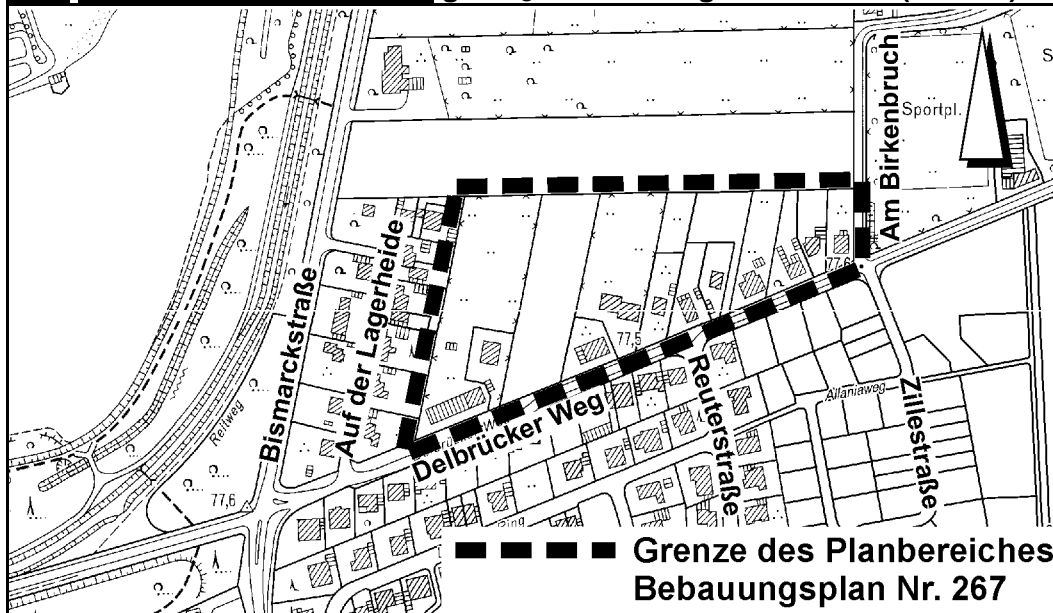 Am Birkenbruch
Sportpl.
Auf der Lagerheide
Bismarckstraße
77,6
77,5
Reitweg
Delbrücker Weg
Reuterstraße
Zillestraße
77,6
Grenze des Planbereiches
Bebauungsplan Nr. 267